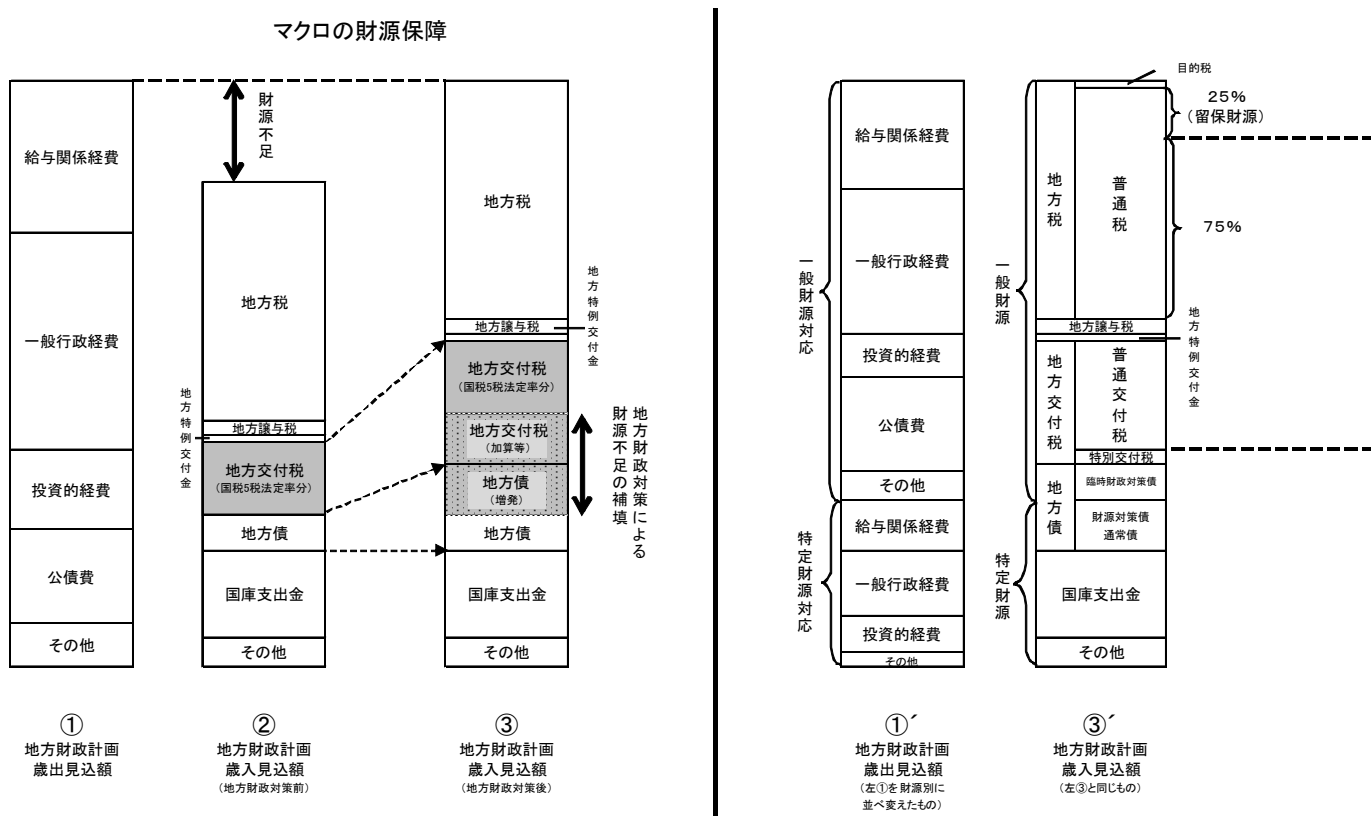 マクロの財源保障
給与関係経費
一般行政経費
投資的経費
公債費
その他
①
地方財政計画
歳出見込額
財源不足
地方税
地方譲与税
地方特例交付金
地方交付税
(国税5税法定率分)
地方債
国庫支出金
その他
②
地方財政計画
歳入見込額
(地方財政対策前)
地方税
地方譲与税
地方特例交付金
地方交付税
(国税5税法定率分)
地方交付税
(加算等)
地方債
(増発)
地方債
国庫支出金
その他
地方財政対策による
財源不足の補填
③
地方財政計画
歳入見込額
(地方財政対策後)
一般財源対応
給与関係経費
一般行政経費
投資的経費
公債費
その他
特定財源対応
給与関係経費
一般行政経費
投資的経費
その他
①´
地方財政計画
歳出見込額
(左①を財源別に
並べ変えたもの)
目的税
25%
(留保財源)
75%
一般財源
地方税
普通税
地方譲与税
地方特例交付金
地方交付税
普通交付税
特別交付税
地方債
臨時財政対策債
財源対策債
通常債
特定財源
国庫支出金
その他
③´
地方財政計画
歳入見込額
(左③と同じもの)